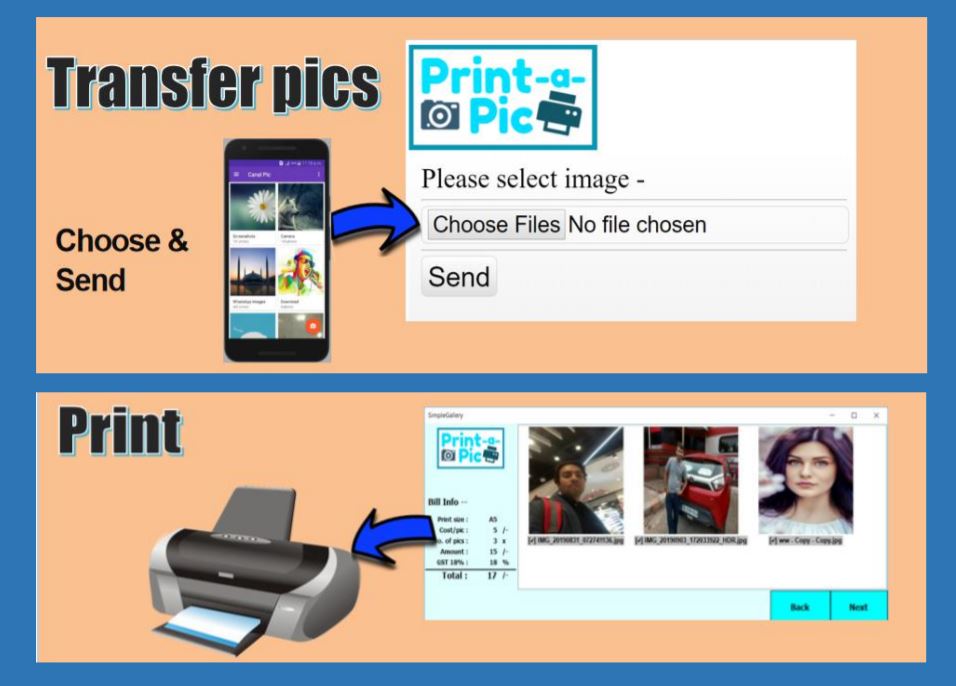 Transfer pics
Print-a-
Pic
Canst Pic
Screenshots
Camera
WhatsApp Images
Download
Choose &
Send
Please select image -
Choose Files No file chosen
Send
Print
SimpleGallery
Print-a-
Pic
Bill Info --
Print size : A5
Cost/pic : 5 /-
o. of pics : 3 x
Amount : 15 /-
GST 18% : 18 %
Total : 17 /-
IMG_20190831_072741136.jpg
IMG_20190903_172033922_HDR.jpg
ww - Copy - Copy.jpg
Back Next